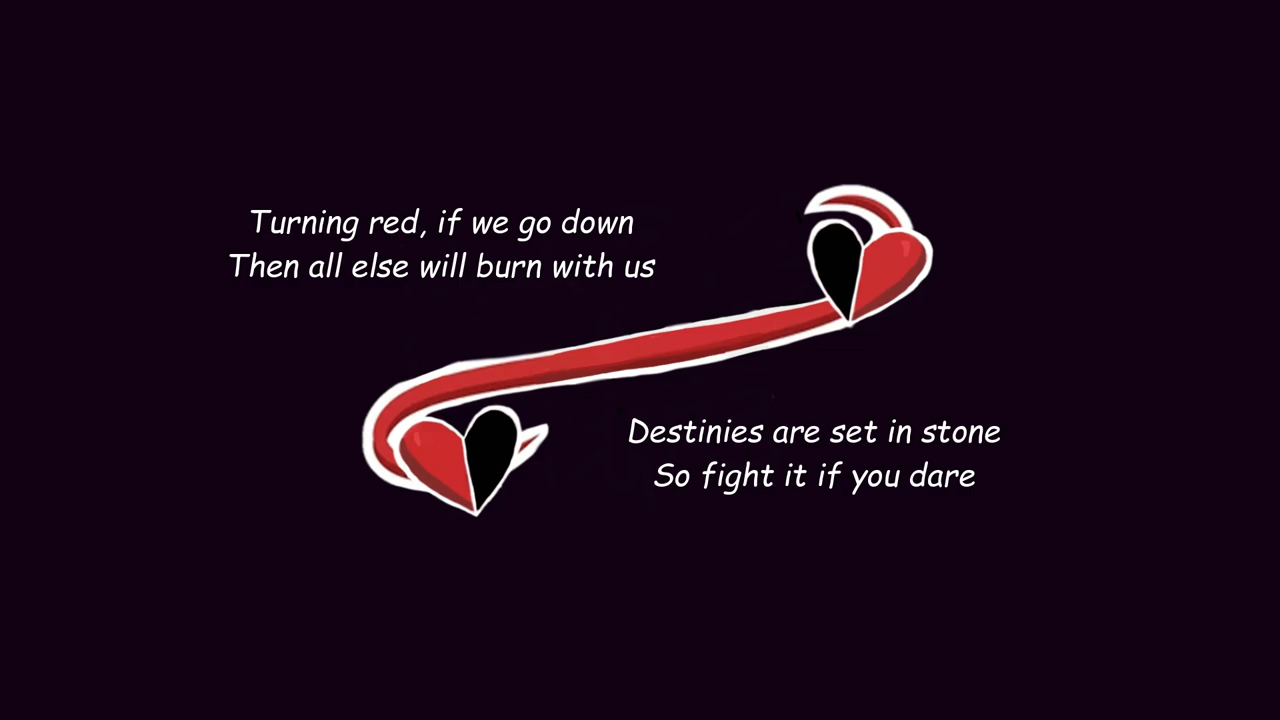 Turning red, if we go down
Then all else will burn with us
Destinies are set in stone
So fight it if you dare